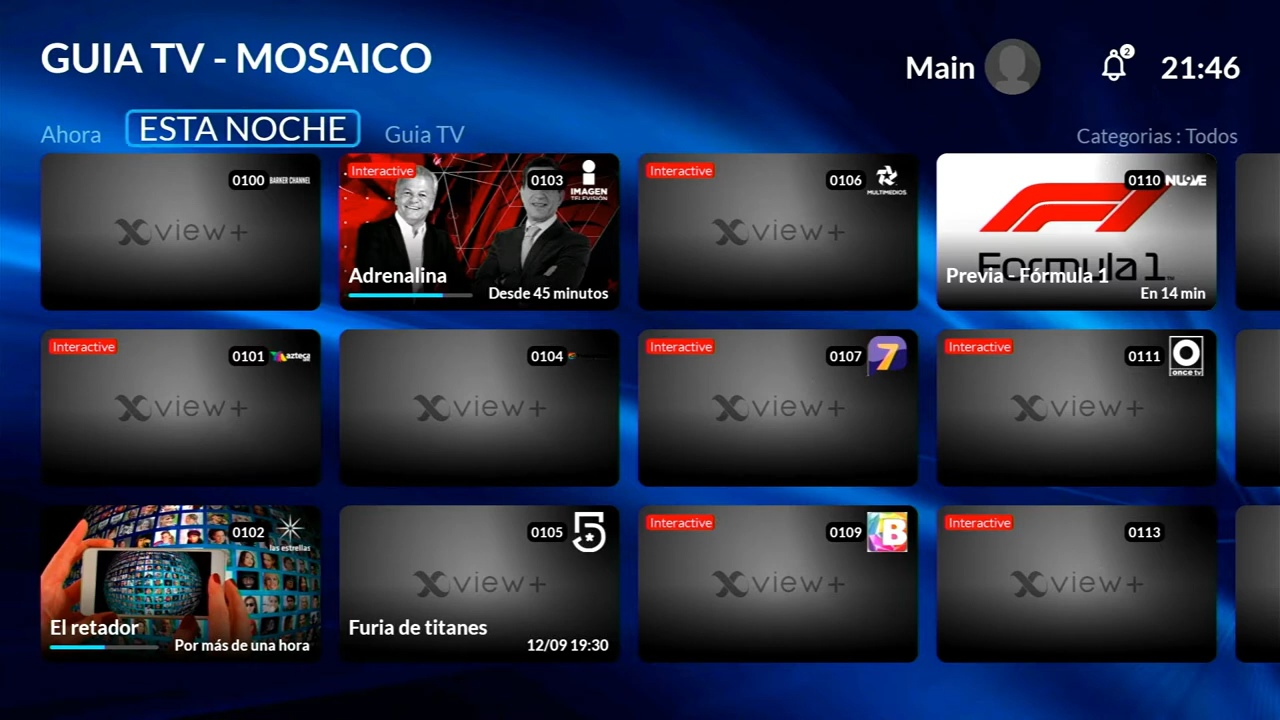 GUIA TV - MOSAICO
Main
2
21:46
Ahora
ESTA NOCHE
Guia TV
Categorias : Todos
0100
BARKER CHANNEL
Xview+
Interactive
0103
IMAGEN
TELEVISIÓN
Adrenalina
Desde 45 minutos
Interactive
0106
MULTIMEDIOS
Xview+
0110
NU9VE
Formula 1
Previa - Fórmula 1
En 14 min
Interactive
0101
azteca
Xview+
0104
Xview+
Interactive
0107
7
Xview+
Interactive
0111
once tv
Xview+
0102
las estrellas
El retador
Por más de una hora
0105
5
Xview+
Furia de titanes
12/09 19:30
Interactive
0109
B
Xview+
Interactive
0113
Xview+